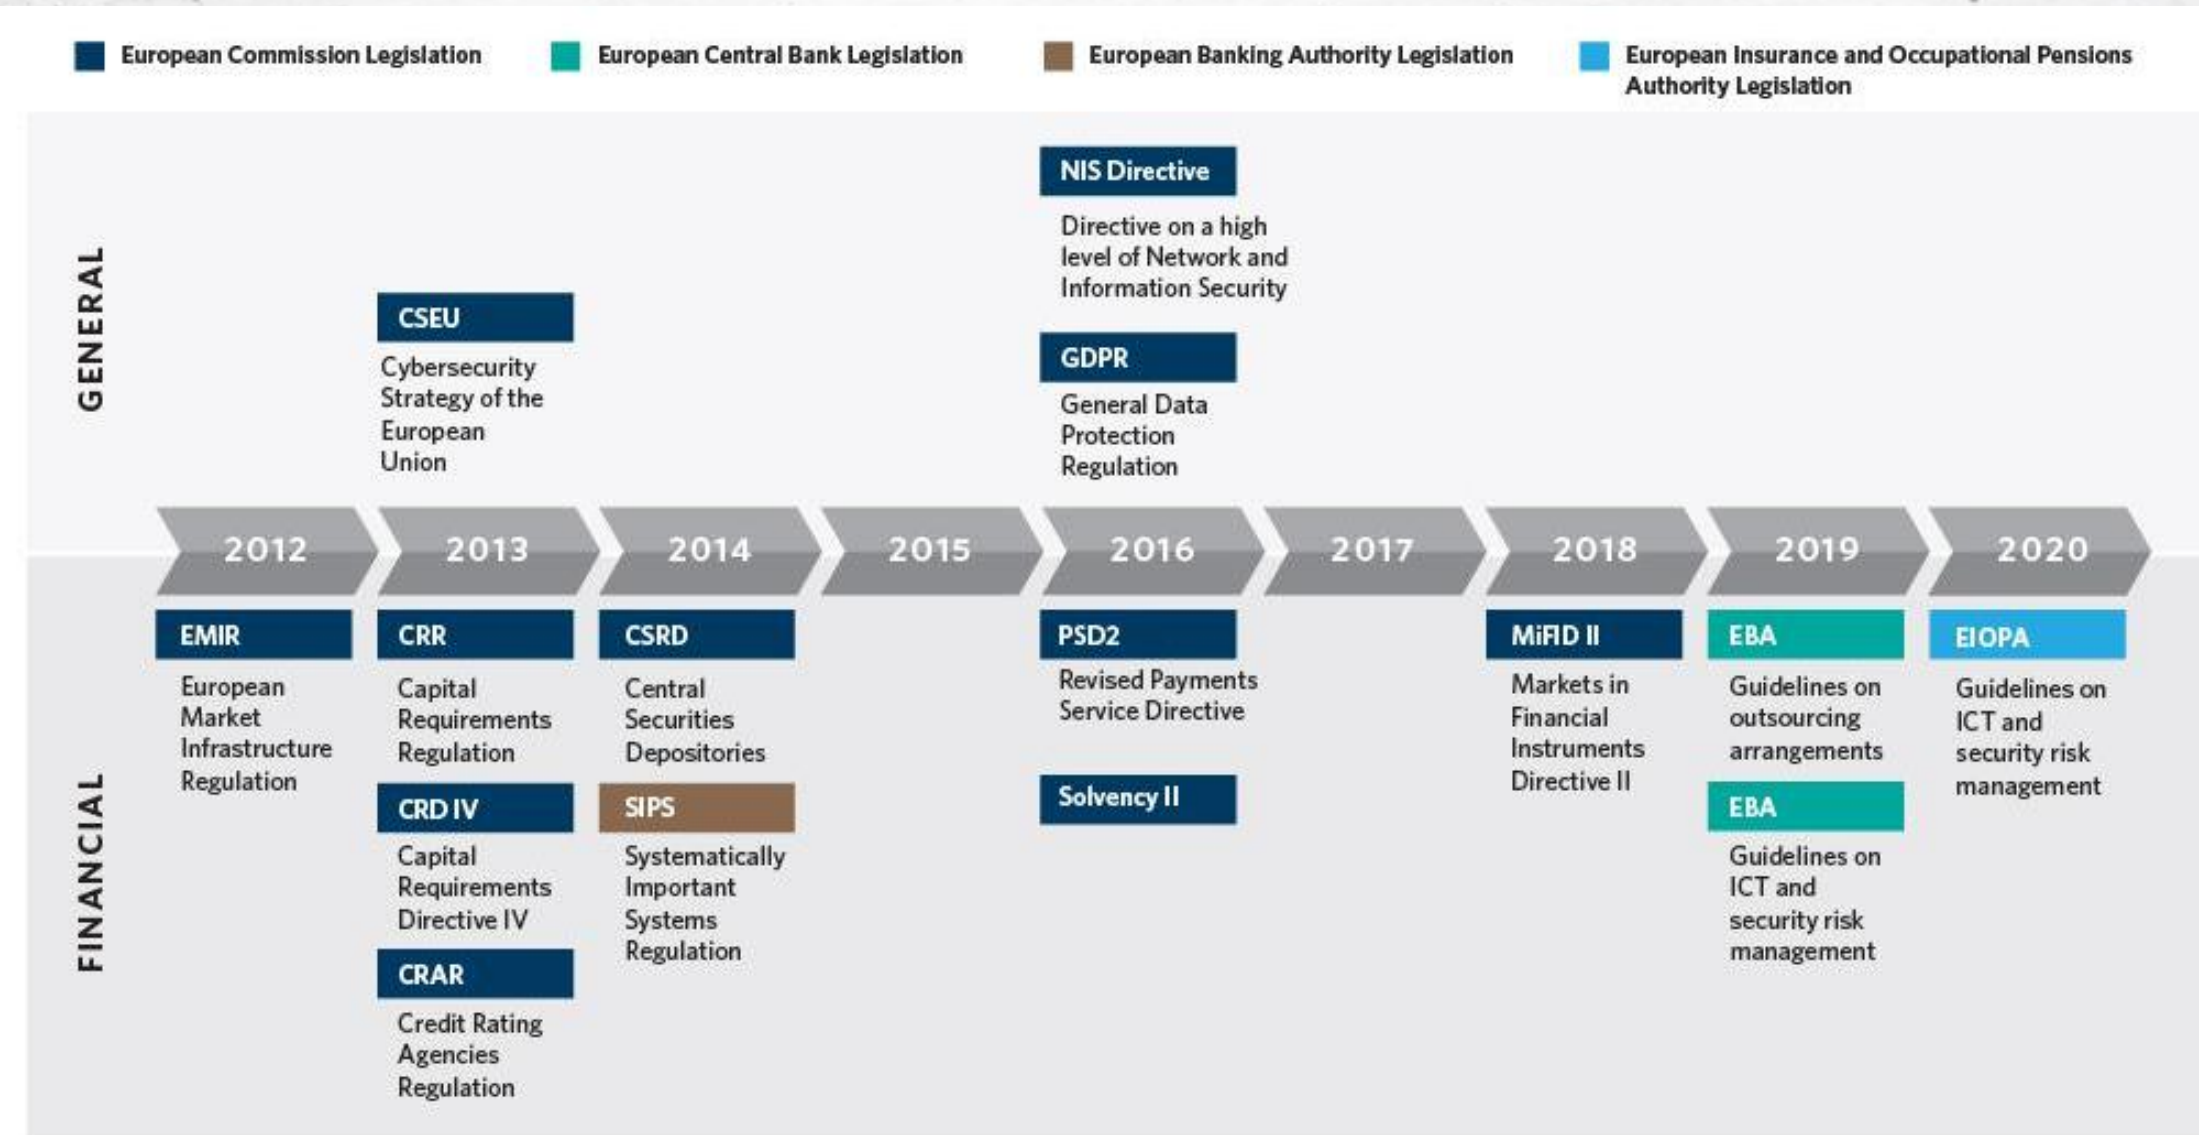 European Commission Legislation
European Central Bank Legislation
European Banking Authority Legislation
European Insurance and Occupational Pensions
Authority Legislation
GENERAL
CSEU
Cybersecurity
Strategy of the
European
Union
NIS Directive
Directive on a high
level of Network and
Information Security
GDPR
General Data
Protection
Regulation
2012
2013
2014
2015
2016
2017
2018
2019
2020
FINANCIAL
EMIR
European
Market
Infrastructure
Regulation
CRR
Capital
Requirements
Regulation
CRD IV
Capital
Requirements
Directive IV
CRAR
Credit Rating
Agencies
Regulation
CSRD
Central
Securities
Depositories
SIPS
Systematically
Important
Systems
Regulation
PSD2
Revised Payments
Service Directive
Solvency II
MiFID II
Markets in
Financial
Instruments
Directive II
EBA
Guidelines on
outsourcing
arrangements
EBA
Guidelines on
ICT and
security risk
management
EIOPA
Guidelines on
ICT and
security risk
management